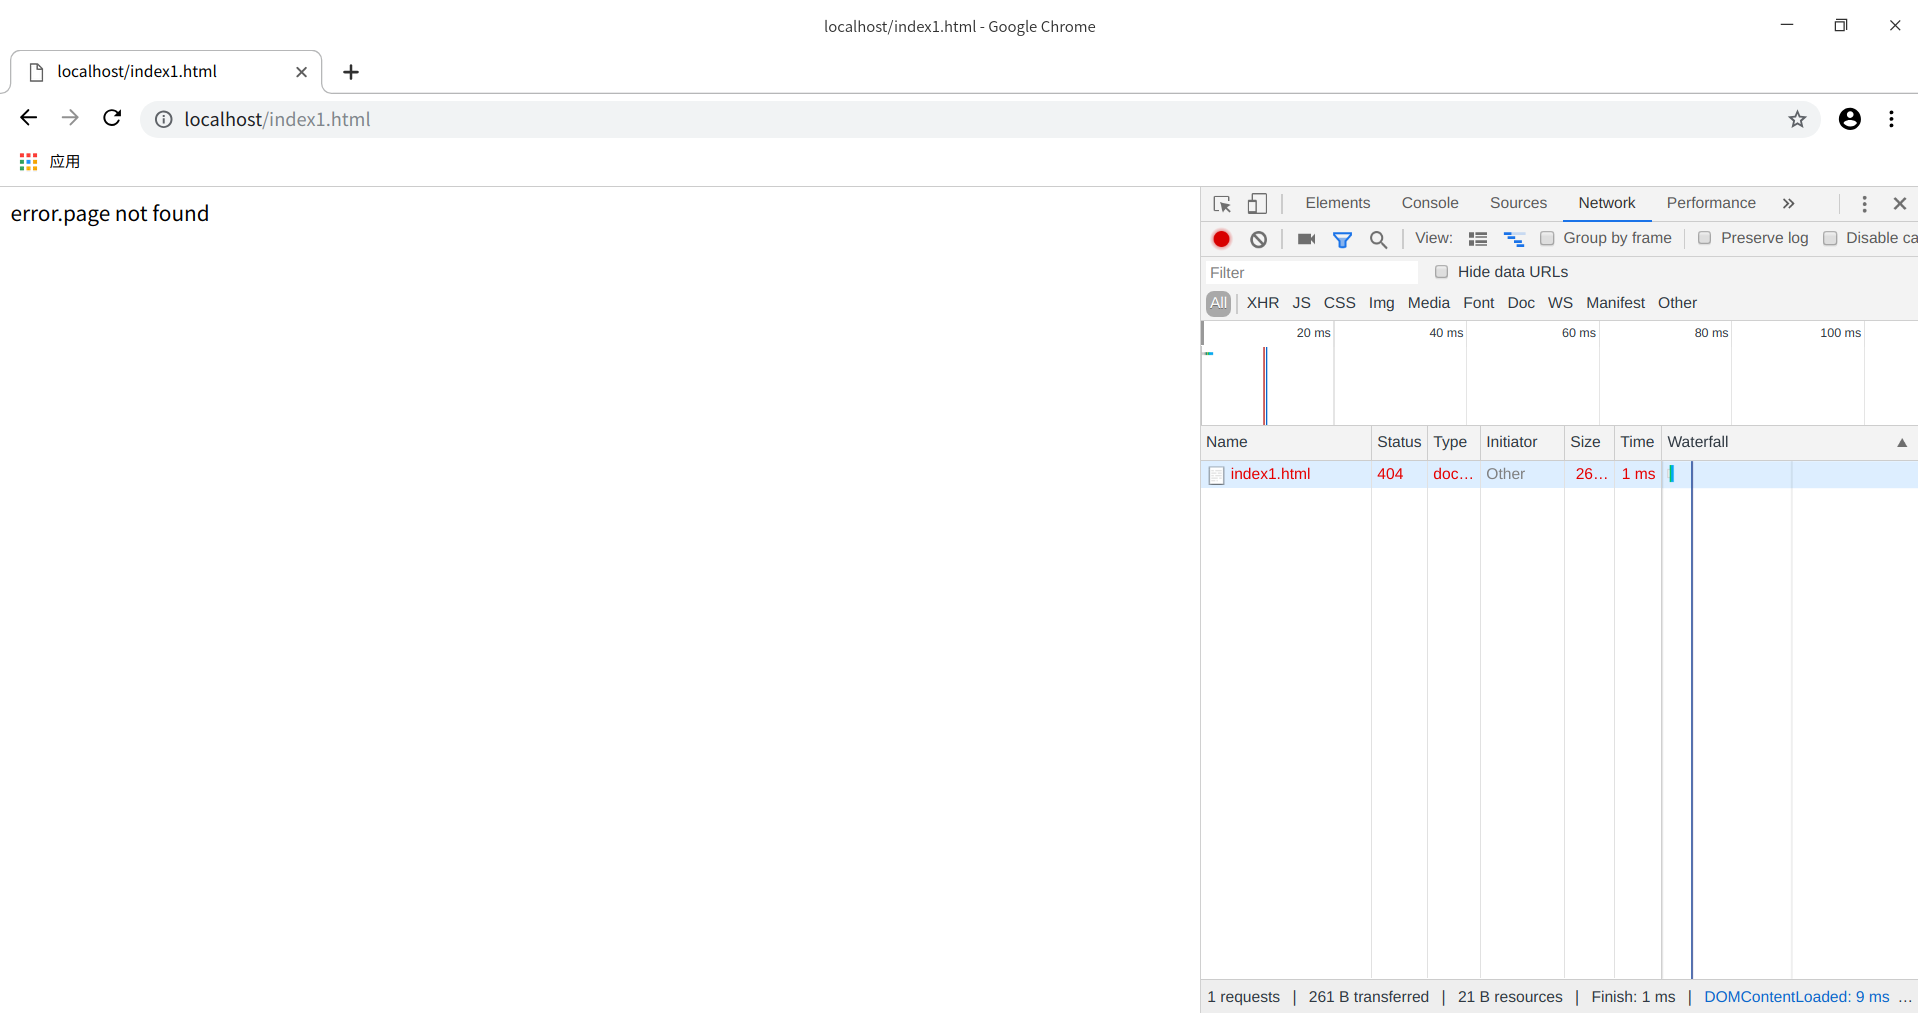 localhost/index1.html - Google Chrome
localhost/index1.html
localhost/index1.html
应用
error.page not found
Elements Console Sources Network Performance
View: Group by frame Preserve log Disable ca
Filter Hide data URLs
All XHR JS CSS Img Media Font Doc WS Manifest Other
20 ms 40 ms 60 ms 80 ms 100 ms
Name Status Type Initiator Size Time Waterfall
index1.html 404 doc... Other 26... 1 ms
1 requests | 261 B transferred | 21 B resources | Finish: 1 ms | DOMContentLoaded: 9 ms ...